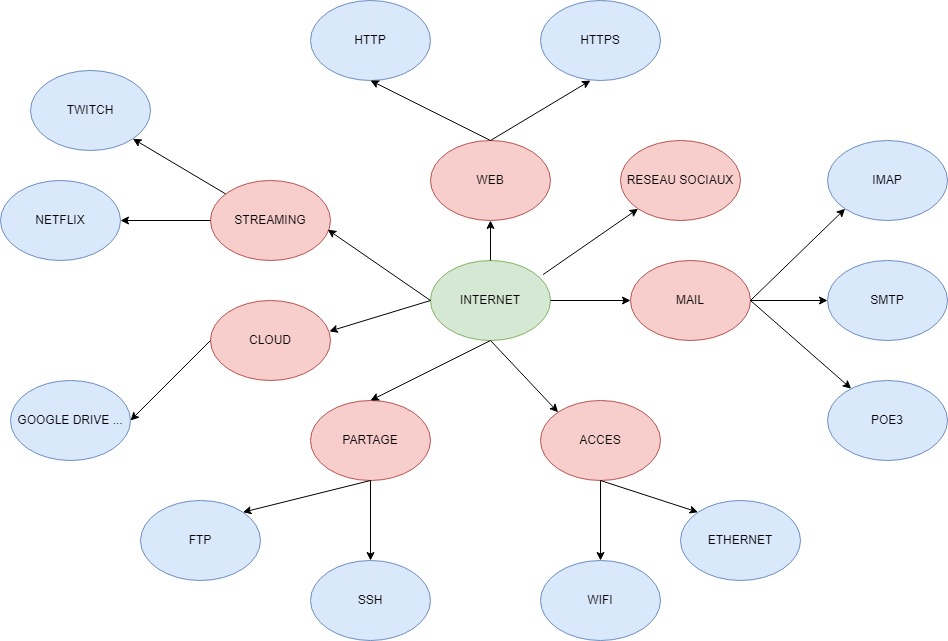 HTTP
HTTPS
TWITCH
WEB
RESEAU SOCIAUX
IMAP
NETFLIX
STREAMING
INTERNET
MAIL
SMTP
CLOUD
GOOGLE DRIVE ...
PARTAGE
ACCES
POE3
FTP
ETHERNET
SSH
WIFI